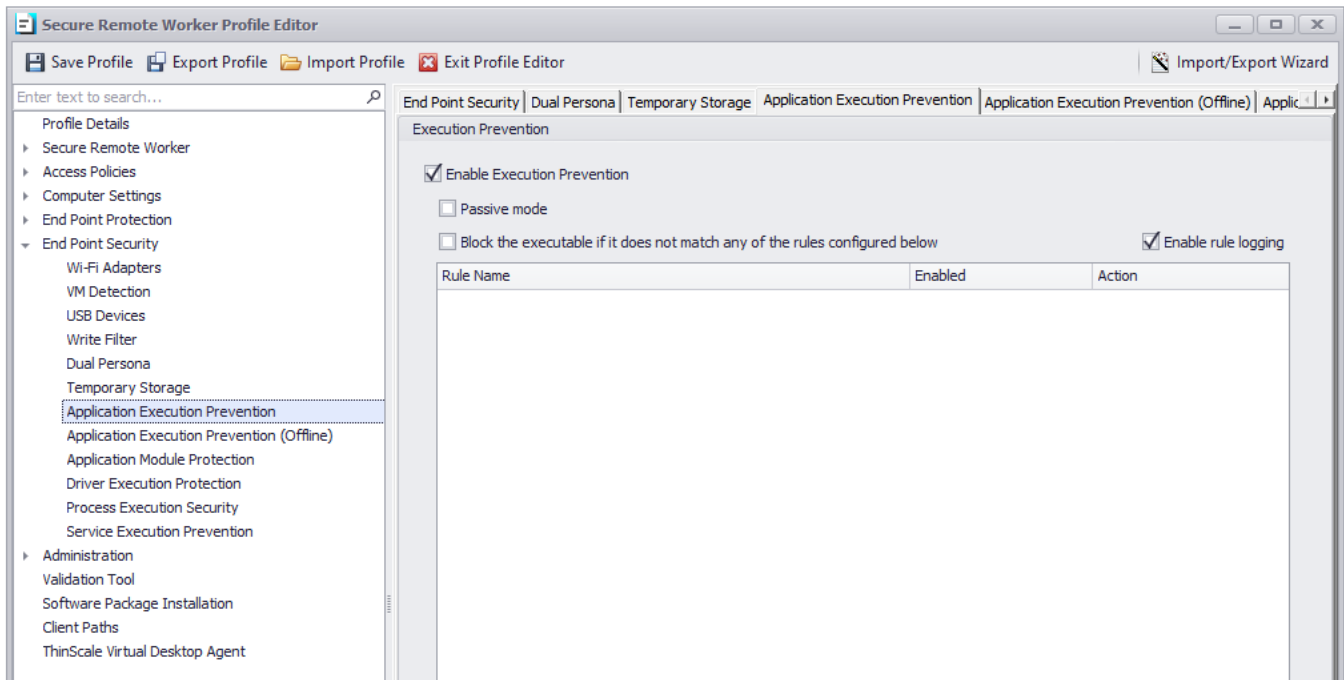 Secure Remote Worker Profile Editor
Save Profile Export Profile Import Profile Exit Profile Editor Import/Export Wizard
Enter text to search...
Profile Details
Secure Remote Worker
Access Policies
Computer Settings
End Point Protection
End Point Security
Wi-Fi Adapters
VM Detection
USB Devices
Write Filter
Dual Persona
Temporary Storage
Application Execution Prevention
Application Execution Prevention (Offline)
Application Module Protection
Driver Execution Protection
Process Execution Security
Service Execution Prevention
Administration
Validation Tool
Software Package Installation
Client Paths
ThinScale Virtual Desktop Agent
End Point Security Dual Persona Temporary Storage Application Execution Prevention Application Execution Prevention (Offline) Applic
Execution Prevention
Enable Execution Prevention
Passive mode
Block the executable if it does not match any of the rules configured below Enable rule logging
Rule Name Enabled Action